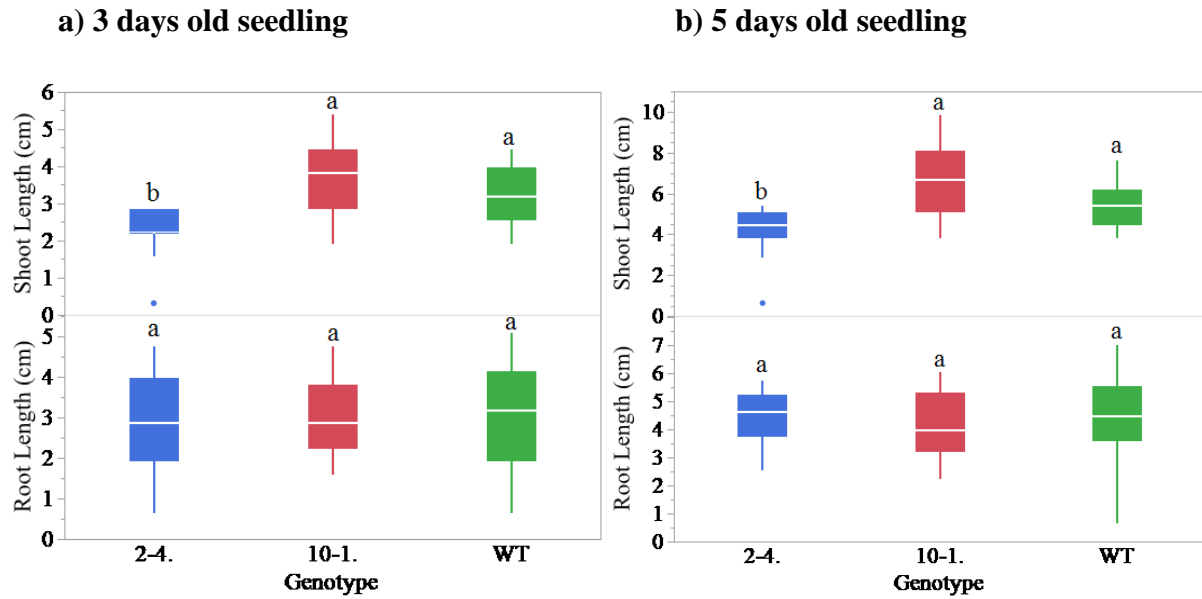 a) 3 days old seedling
b) 5 days old seedling
Shoot Length (cm)
6
5
4
3
2
1
0
b
a
a
Root Length (cm)
5
4
3
2
1
0
a
a
a
2-4.
10-1.
WT
Genotype
Shoot Length (cm)
10
8
6
4
2
0
b
a
a
Root Length (cm)
7
6
5
4
3
2
1
0
a
a
a
2-4.
10-1.
WT
Genotype